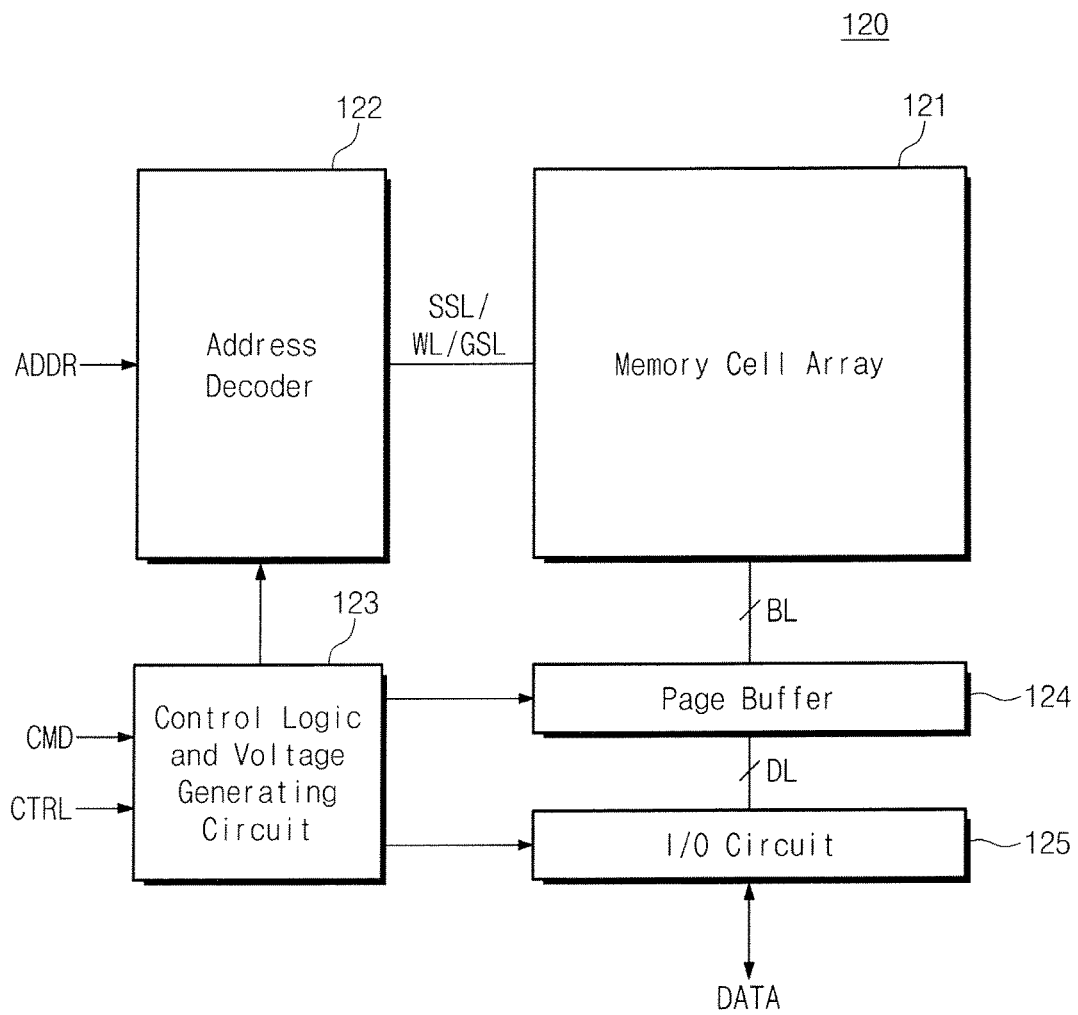 120
122
121
SSL/
WL/GSL
ADDR
Address
Decoder
Memory Cell Array
123
BL
Control Logic
and Voltage
Generating
Circuit
Page Buffer
124
CMD
DL
CTRL
I/O Circuit
125
DATA